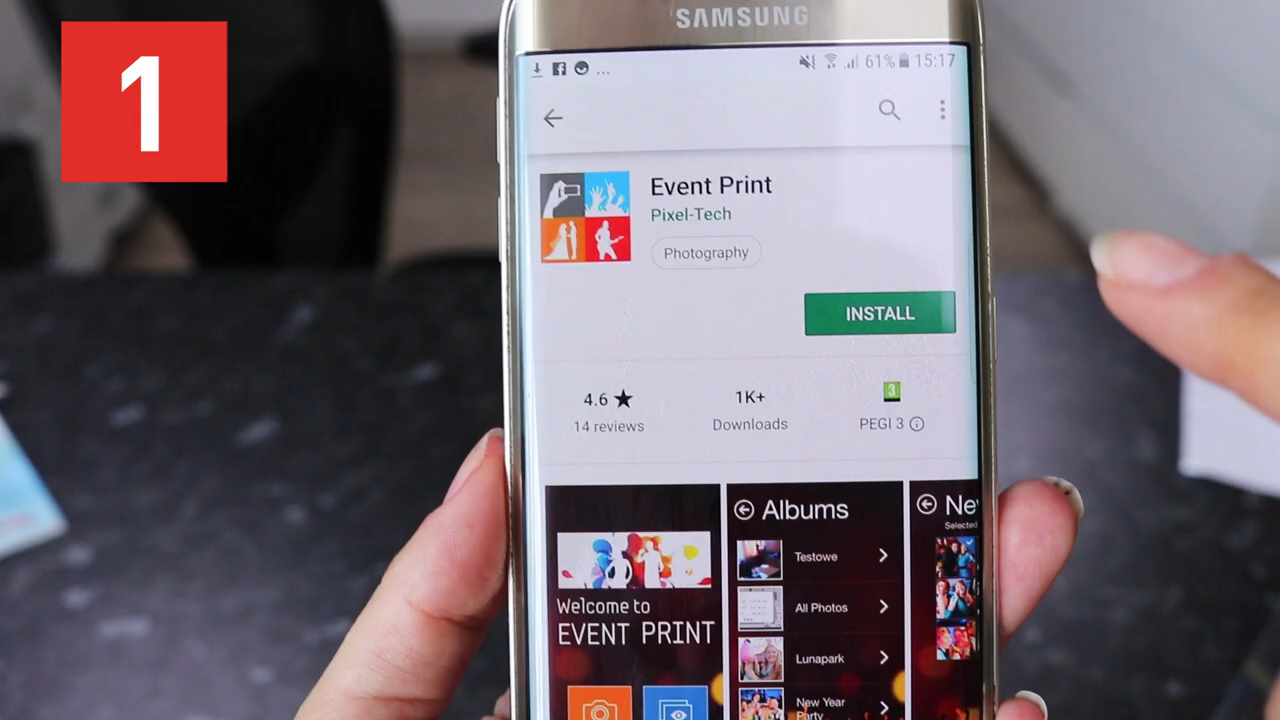 1
SAMSUNG
... 61% 15:17
Event Print
Pixel-Tech
Photography
INSTALL
4.6 ★ 1K+ 3
14 reviews Downloads PEGI 3
Welcome to
EVENT PRINT
Albums
Testowe
All Photos
Lunapark
New Year
Party
Ne
Selected